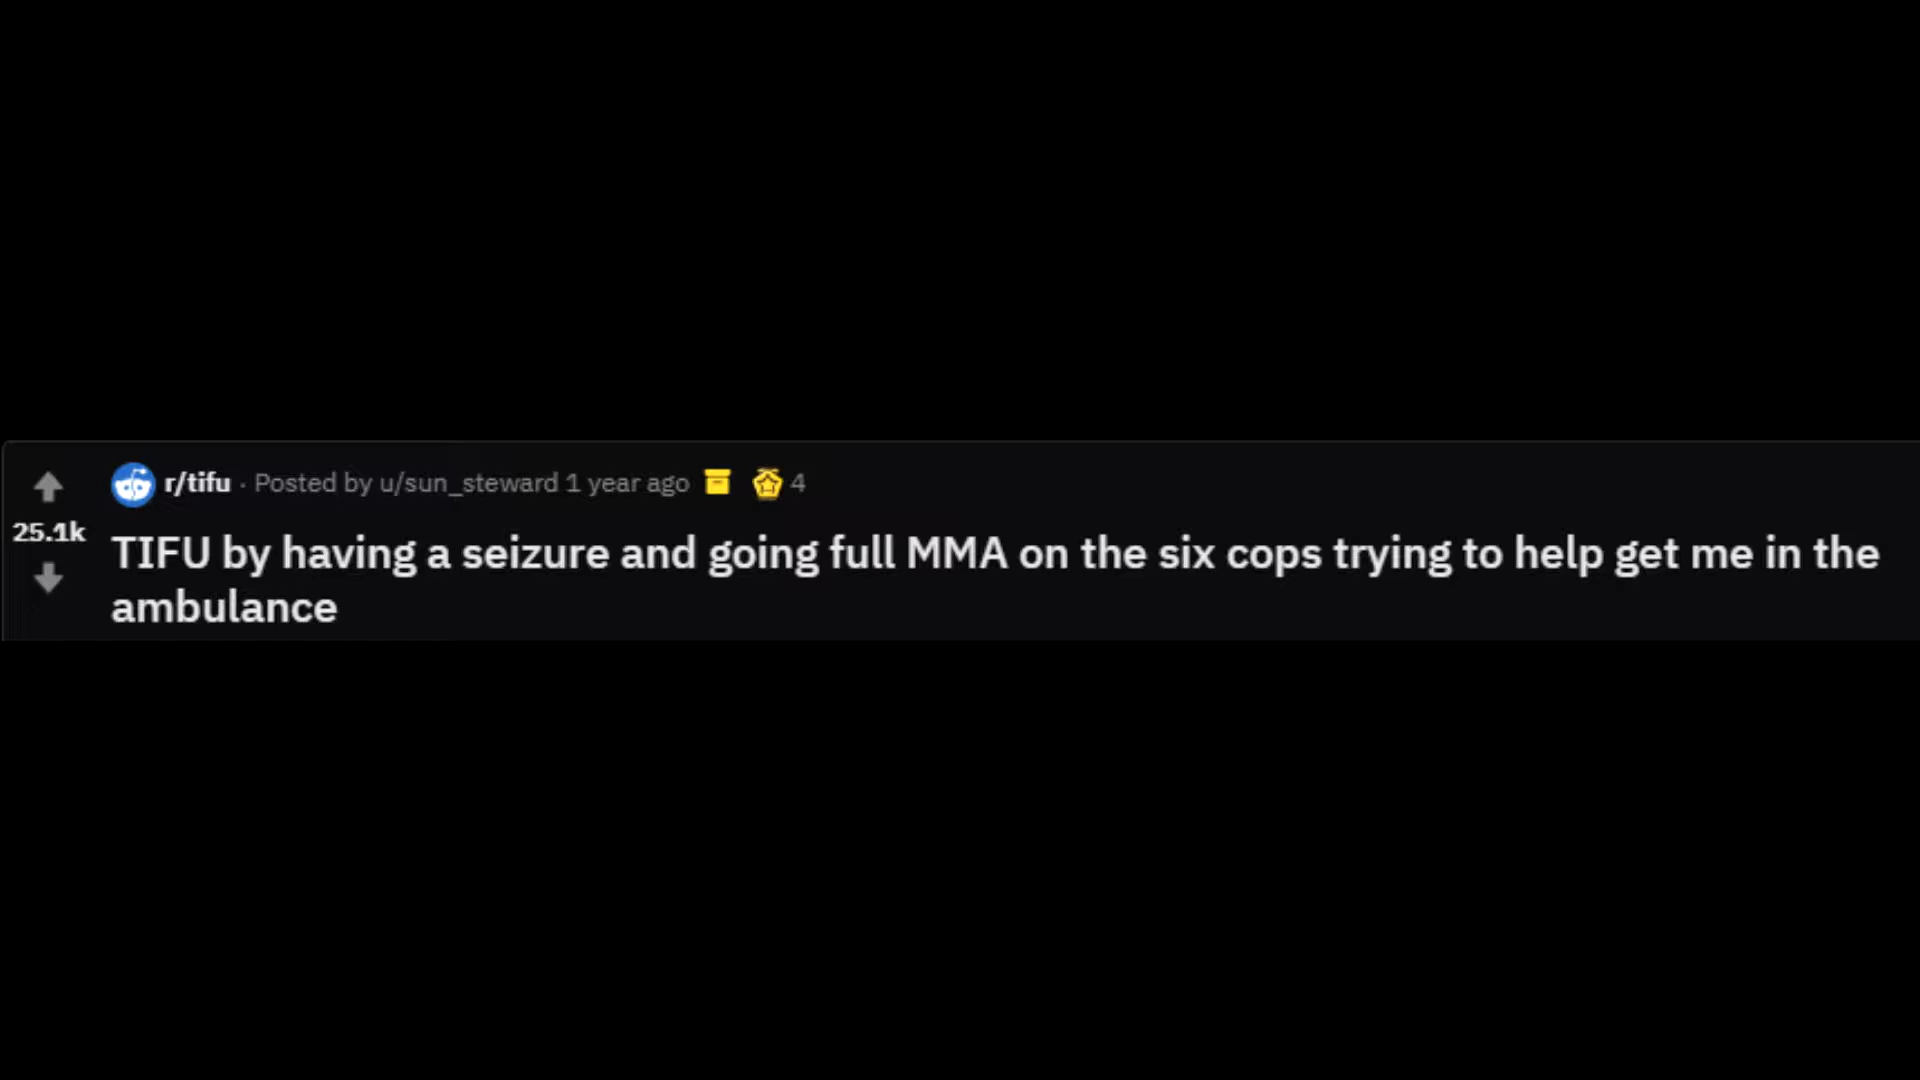 r/tifu · Posted by u/sun_steward 1 year ago 4
25.1k
TIFU by having a seizure and going full MMA on the six cops trying to help get me in the
ambulance